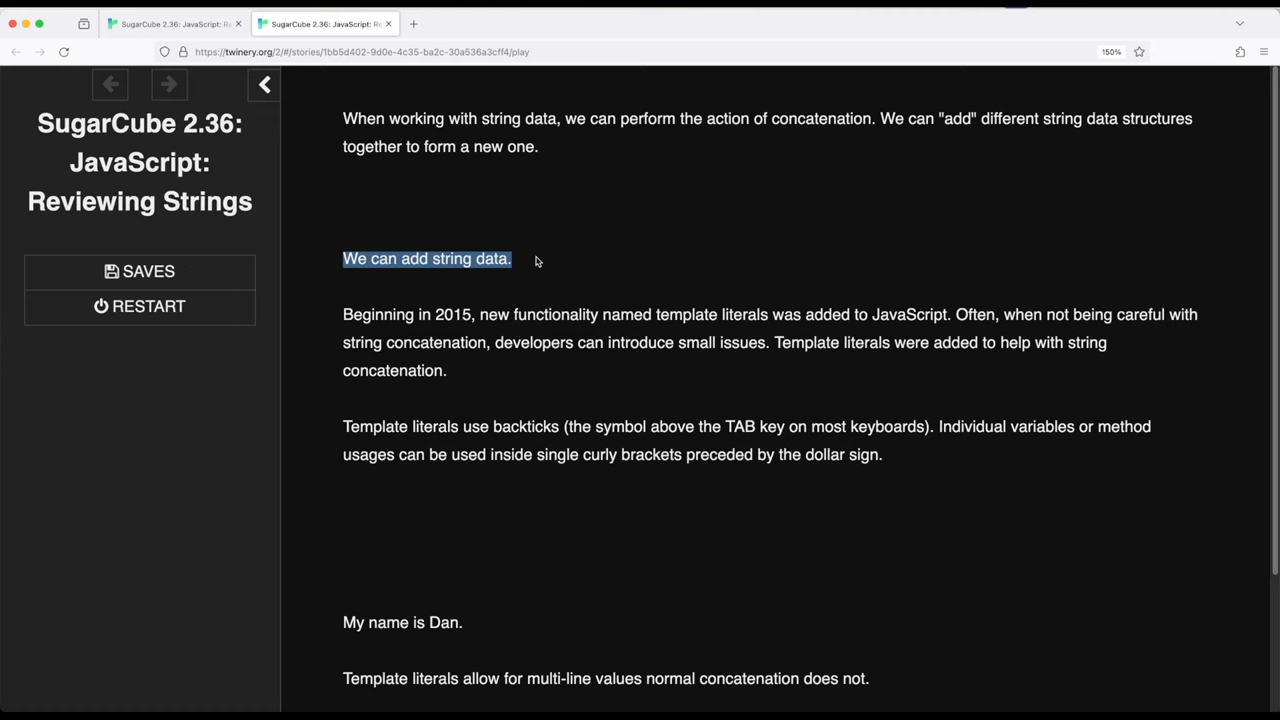 SugarCube 2.36: JavaScript: Re
SugarCube 2.36: JavaScript: Re
https://twinery.org/2/#/stories/1bb5d402-9d0e-4c35-ba2c-30a536a3cff4/play
150%
SugarCube 2.36:
JavaScript:
Reviewing Strings
SAVES
RESTART
When working with string data, we can perform the action of concatenation. We can "add" different string data structures
together to form a new one.
We can add string data.
Beginning in 2015, new functionality named template literals was added to JavaScript. Often, when not being careful with
string concatenation, developers can introduce small issues. Template literals were added to help with string
concatenation.
Template literals use backticks (the symbol above the TAB key on most keyboards). Individual variables or method
usages can be used inside single curly brackets preceded by the dollar sign.
My name is Dan.
Template literals allow for multi-line values normal concatenation does not.